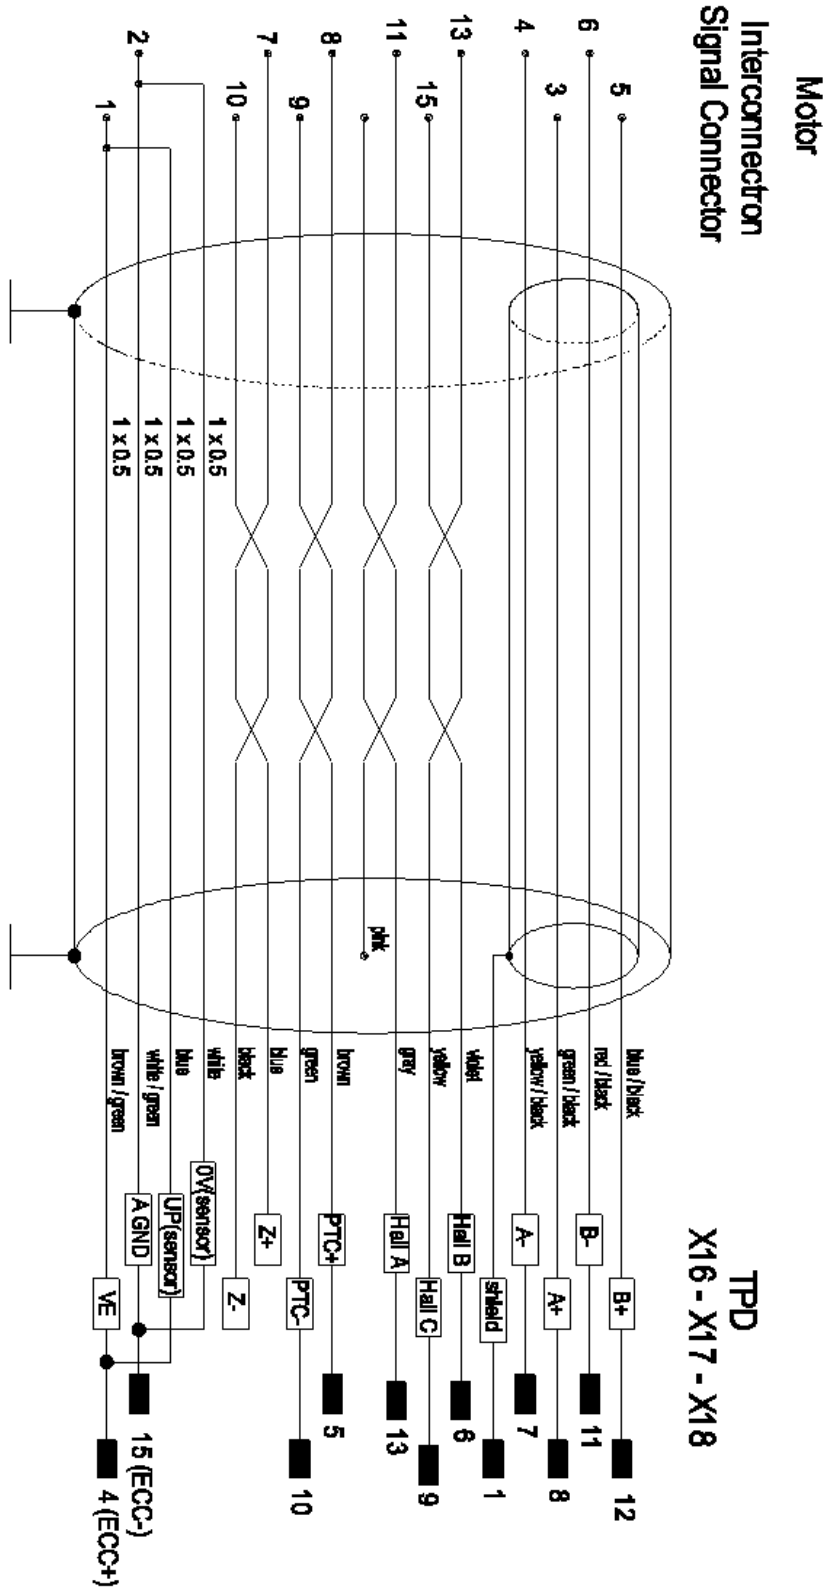 Motor
Interconnectron
Signal Connector
TPD
X16 - X17 - X18
5
blue / black
B+
12
6
red / black
B-
11
3
green / black
A+
8
4
yellow / black
A-
7
shield
1
13
violet
Hall B
6
15
yellow
Hall C
9
11
gray
Hall A
13
pink
8
brown
PTC+
5
9
green
PTC-
10
7
blue
Z+
10
black
Z-
1 x 0.5
white
0V(sensor)
1 x 0.5
blue
UP(sensor)
2
1 x 0.5
white / green
A GND
15 (ECC-)
1
1 x 0.5
brown / green
VE
4 (ECC+)